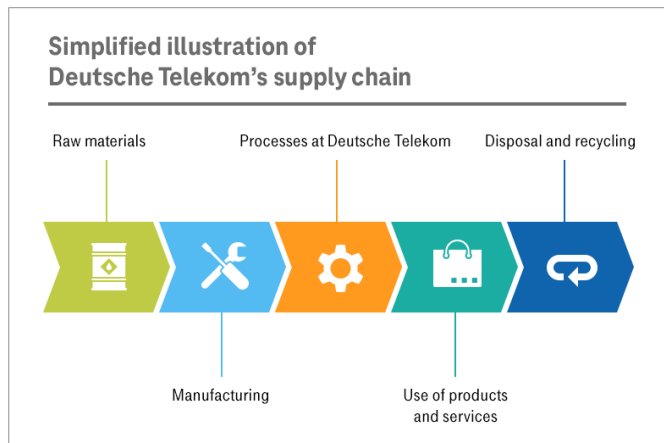 Simplified illustration of
Deutsche Telekom's supply chain
Raw materials
Processes at Deutsche Telekom
Disposal and recycling
Manufacturing
Use of products
and services